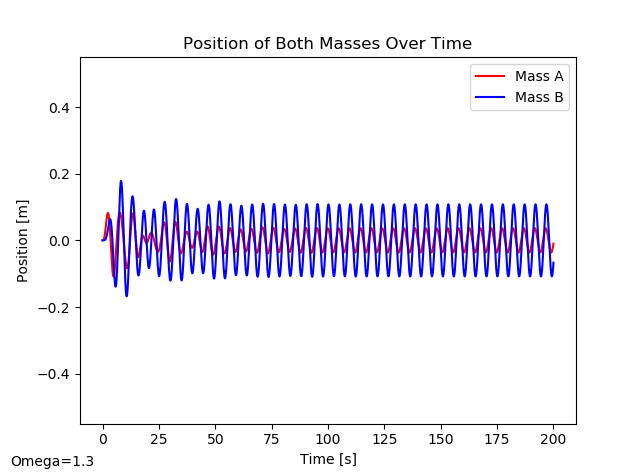 Position of Both Masses Over Time
Mass A
Mass B
Position [m]
0.4
0.2
0.0
−0.2
−0.4
0 25 50 75 100 125 150 175 200
Time [s]
Omega=1.3